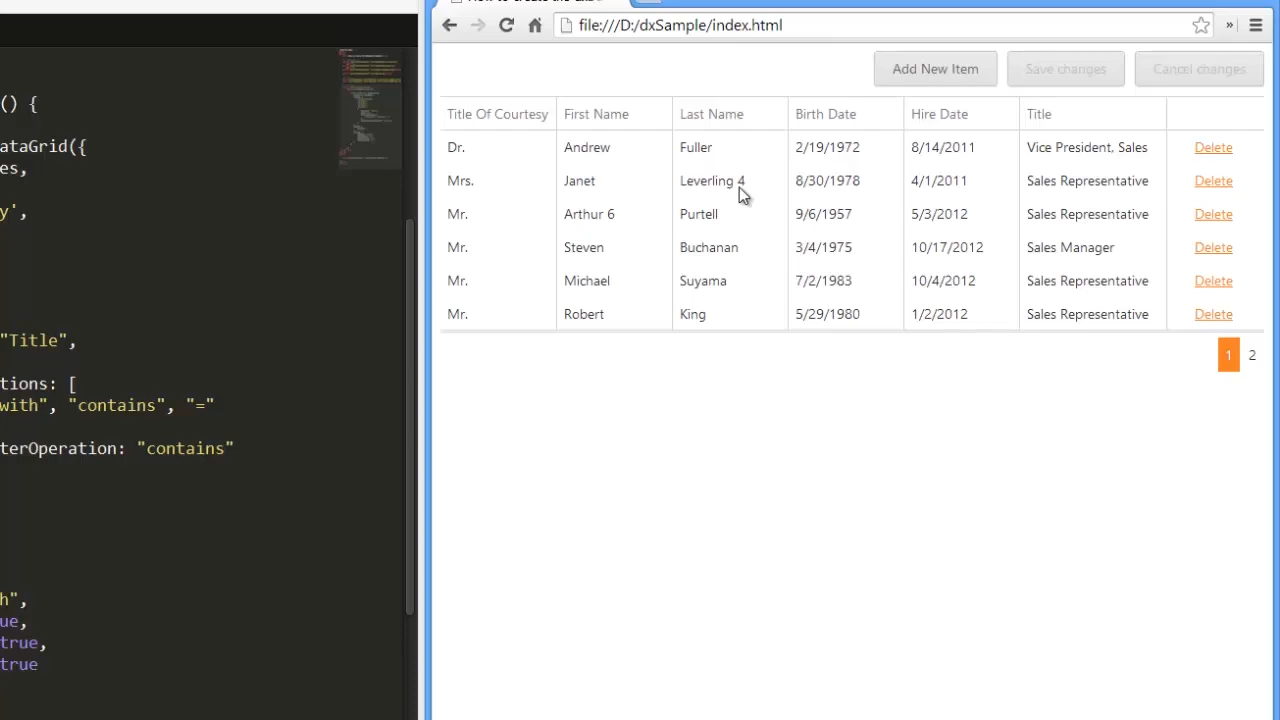 file:///D:/dxSample/index.html
»
Add New Item
Save changes
Cancel changes
Title Of Courtesy First Name Last Name Birth Date Hire Date Title
Dr. Andrew Fuller 2/19/1972 8/14/2011 Vice President, Sales Delete
Mrs. Janet Leverling 4 8/30/1978 4/1/2011 Sales Representative Delete
Mr. Arthur 6 Purtell 9/6/1957 5/3/2012 Sales Representative Delete
Mr. Steven Buchanan 3/4/1975 10/17/2012 Sales Manager Delete
Mr. Michael Suyama 7/2/1983 10/4/2012 Sales Representative Delete
Mr. Robert King 5/29/1980 1/2/2012 Sales Representative Delete
1 2
() {
ataGrid({
es,
y',
"Title",
tions: [
with", "contains", "="
terOperation: "contains"
h",
ue,
true,
true